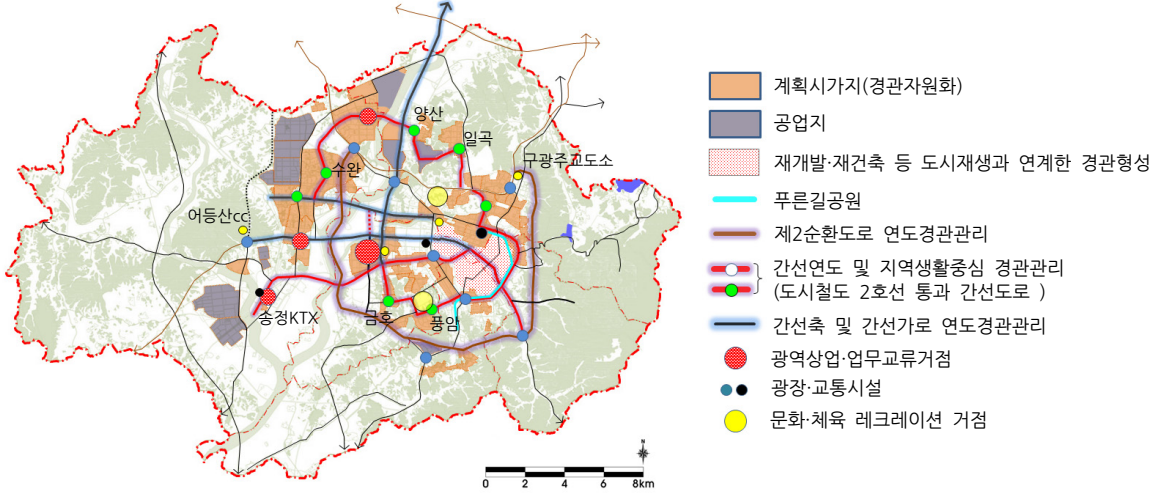 양산
일곡
구광주교도소
수완
어등산cc
송정KTX
금호
풍암
계획시가지(경관자원화)
공업지
재개발·재건축 등 도시재생과 연계한 경관형성
푸른길공원
제2순환도로 연도경관관리
간선연도 및 지역생활중심 경관관리
(도시철도 2호선 통과 간선도로 )
간선축 및 간선가로 연도경관관리
광역상업·업무교류거점
광장·교통시설
문화·체육 레크레이션 거점
N
0 2 4 6 8km